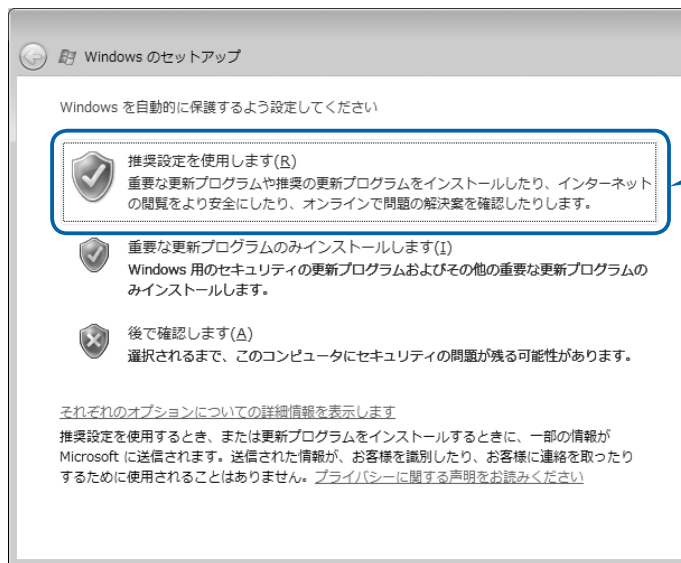 Windows のセットアップ
Windows を自動的に保護するよう設定してください
推奨設定を使用します(R)
重要な更新プログラムや推奨の更新プログラムをインストールしたり、インターネット
の閲覧をより安全にしたり、オンラインで問題の解決案を確認したりします。
重要な更新プログラムのみインストールします(I)
Windows 用のセキュリティの更新プログラムおよびその他の重要な更新プログラムの
みインストールします。
後で確認します(A)
選択されるまで、このコンピュータにセキュリティの問題が残る可能性があります。
それぞれのオプションについての詳細情報を表示します
推奨設定を使用するとき、または更新プログラムをインストールするときに、一部の情報が
Microsoft に送信されます。送信された情報が、お客様を識別したり、お客様に連絡を取ったり
するために使用されることはありません。プライバシーに関する声明をお読みください